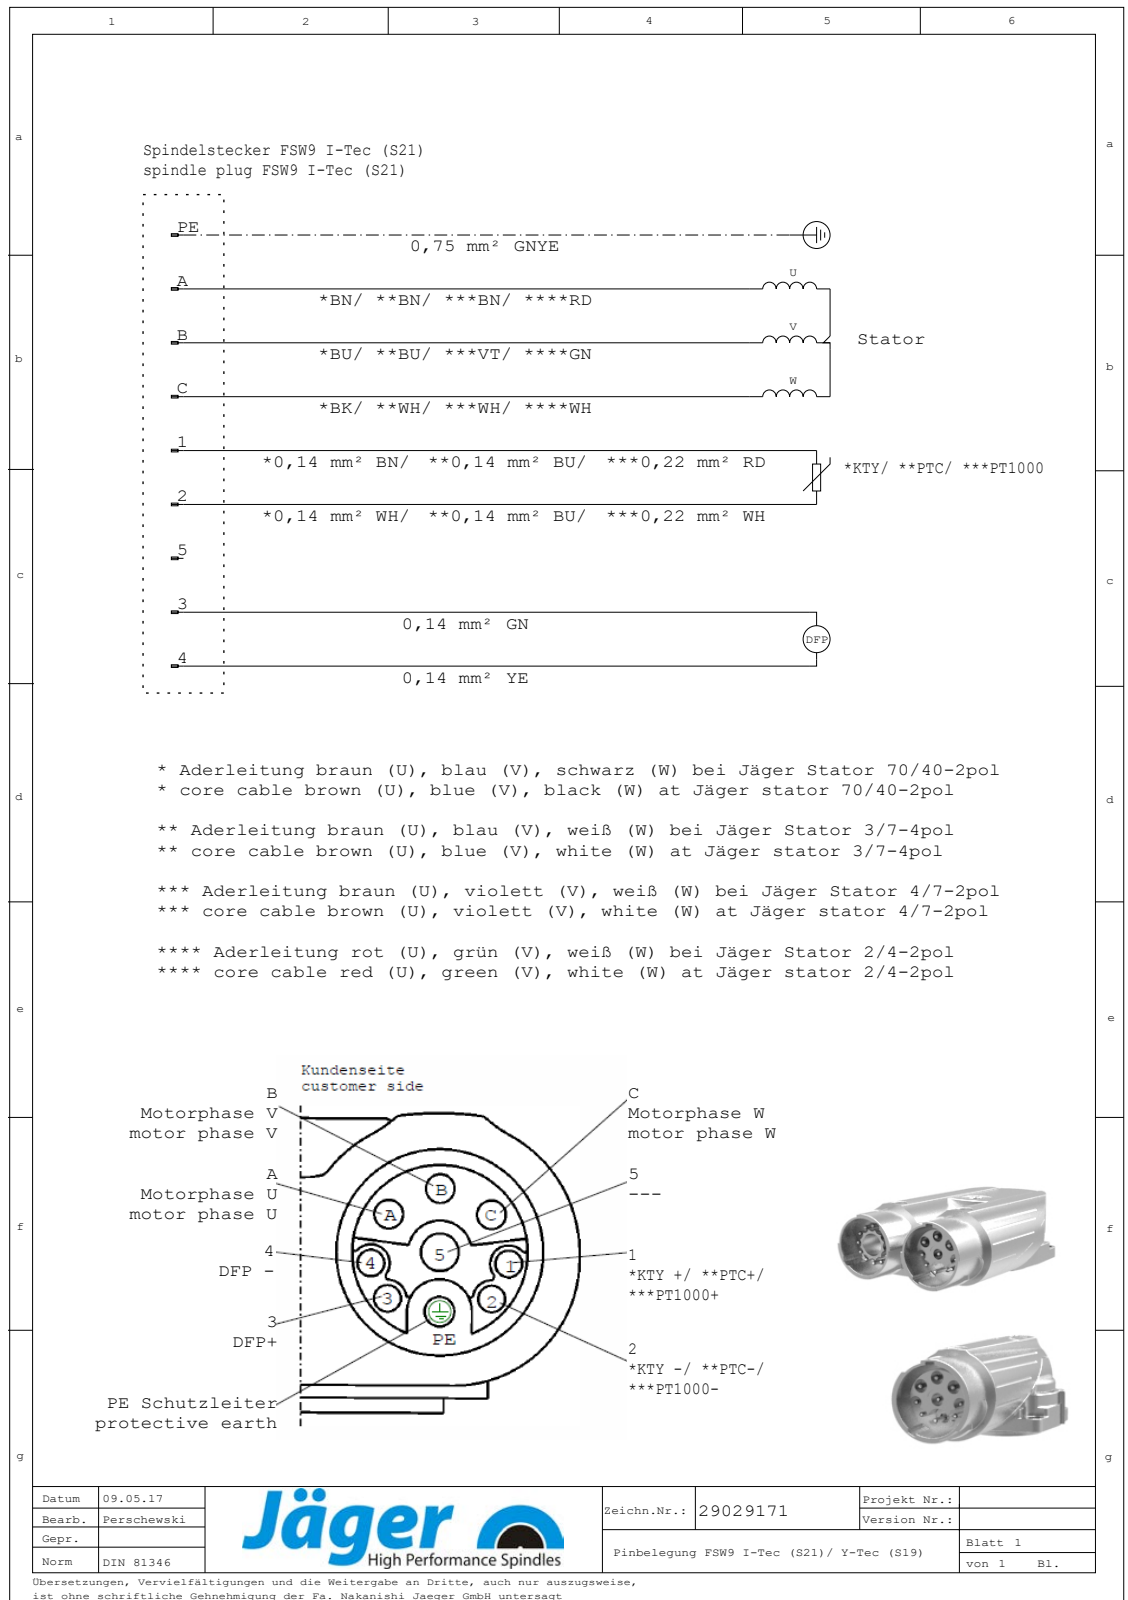 1 2 3 4 5 6
a a
Spindelstecker FSW9 I-Tec (S21)
spindle plug FSW9 I-Tec (S21)
PE
0,75 mm² GNYE
A
U
*BN/ **BN/ ***BN/ ****RD
B
V
Stator
*BU/ **BU/ ***VT/ ****GN
b b
C
W
*BK/ **WH/ ***WH/ ****WH
1
*0,14 mm² BN/ **0,14 mm² BU/ ***0,22 mm² RD
*KTY/ **PTC/ ***PT1000
2
*0,14 mm² WH/ **0,14 mm² BU/ ***0,22 mm² WH
5
c c
3
0,14 mm² GN
DFP
4
0,14 mm² YE
* Aderleitung braun (U), blau (V), schwarz (W) bei Jäger Stator 70/40-2pol
* core cable brown (U), blue (V), black (W) at Jäger stator 70/40-2pol
d d
** Aderleitung braun (U), blau (V), weiß (W) bei Jäger Stator 3/7-4pol
** core cable brown (U), blue (V), white (W) at Jäger stator 3/7-4pol
*** Aderleitung braun (U), violett (V), weiß (W) bei Jäger Stator 4/7-2pol
*** core cable brown (U), violett (V), white (W) at Jäger stator 4/7-2pol
**** Aderleitung rot (U), grün (V), weiß (W) bei Jäger Stator 2/4-2pol
**** core cable red (U), green (V), white (W) at Jäger stator 2/4-2pol
e e
Kundenseite
customer side
B
Motorphase V
motor phase V
C
Motorphase W
motor phase W
A
Motorphase U
motor phase U
5
---
B
A C
f f
4
DFP -
5
4 1
3 2
PE
1
*KTY +/ **PTC+/
***PT1000+
3
DFP+
2
*KTY -/ **PTC-/
***PT1000-
PE Schutzleiter
protective earth
g g
Datum 09.05.17
Bearb. Perschewski
Gepr.
Norm DIN 81346
Jäger
High Performance Spindles
Zeichn.Nr.: 29029171
Projekt Nr.:
Version Nr.:
Pinbelegung FSW9 I-Tec (S21)/ Y-Tec (S19)
Blatt 1
von 1 Bl.
Übersetzungen, Vervielfältigungen und die Weitergabe an Dritte, auch nur auszugsweise,
ist ohne schriftliche Gehnehmigung der Fa. Nakanishi Jaeger GmbH untersagt